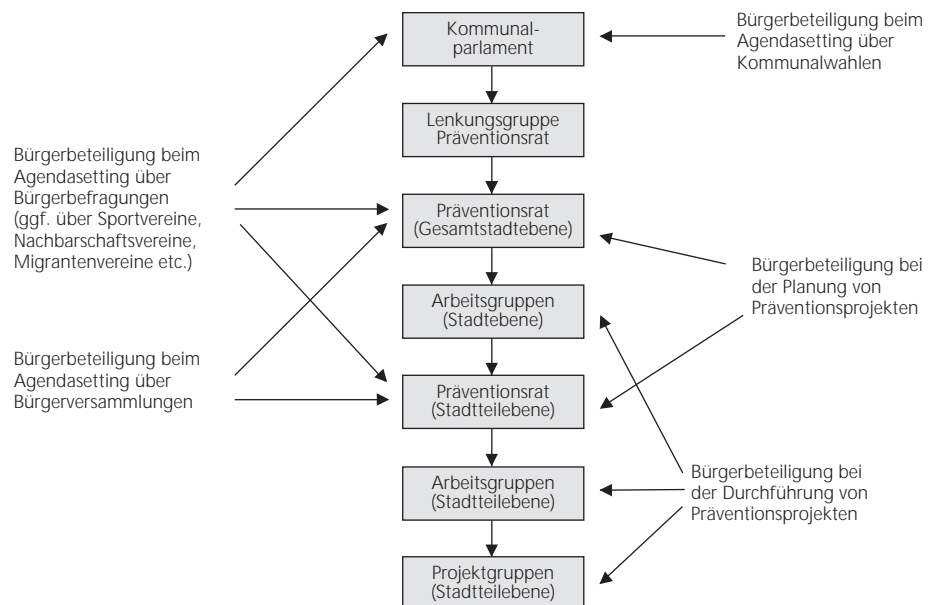 Kommunal-
parlament
Bürgerbeteiligung beim
Agendasetting über
Kommunalwahlen
Lenkungsgruppe
Präventionsrat
Bürgerbeteiligung beim
Agendasetting über
Bürgerbefragungen
(ggf. über Sportvereine,
Nachbarschaftsvereine,
Migrantenvereine etc.)
Präventionsrat
(Gesamtstadtebene)
Bürgerbeteiligung bei
der Planung von
Präventionsprojekten
Arbeitsgruppen
(Stadtebene)
Bürgerbeteiligung beim
Agendasetting über
Bürgerversammlungen
Präventionsrat
(Stadtteilebene)
Arbeitsgruppen
(Stadtteilebene)
Bürgerbeteiligung bei
der Durchführung von
Präventionsprojekten
Projektgruppen
(Stadtteilebene)